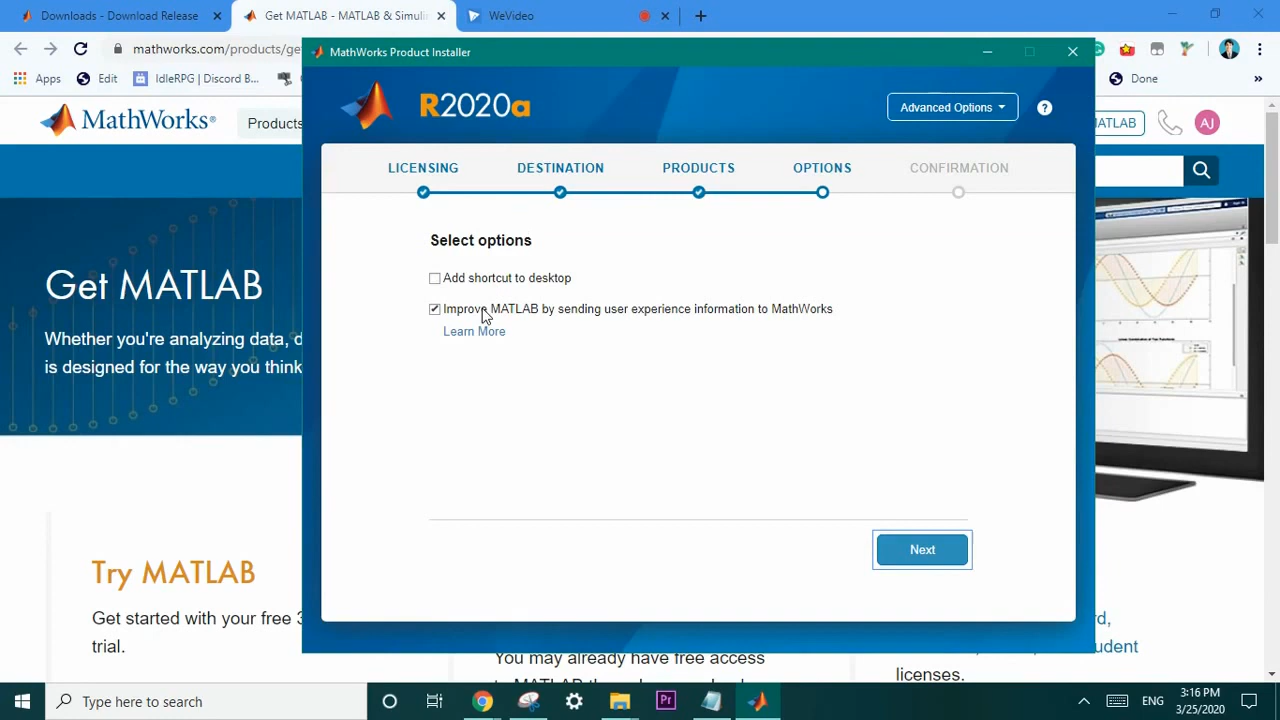 Downloads - Download Release
Get MATLAB - MATLAB & Simulin
WeVideo
mathworks.com/products/ge
Apps
Edit
IdleRPG | Discord B...
Done
»
MathWorks Product Installer
R2020a
Advanced Options
?
MathWorks®
Products
MATLAB
AJ
LICENSING
DESTINATION
PRODUCTS
OPTIONS
CONFIRMATION
Get MATLAB
Whether you're analyzing data, d
is designed for the way you think
Select options
Add shortcut to desktop
Improve MATLAB by sending user experience information to MathWorks
Learn More
Next
Try MATLAB
Get started with your free 3
trial.
You may already have free access
rd,
udent
licenses.
Type here to search
Pr
ENG
3:16 PM
3/25/2020